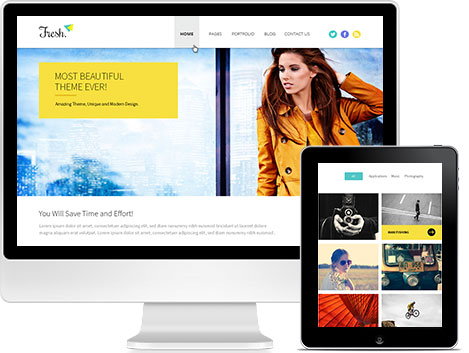 Fresh.
HOME PAGES PORTFOLIO BLOG CONTACT US
MOST BEAUTIFUL
THEME EVER!
Amazing Theme, Unique and Modern Design.
You Will Save Time and Effort!
Lorem ipsum dolor sit amet, consectetuer adipiscing elit, sed diam nonummy nibh euismod tincidunt ut laoreet dolore
magna aliquam erat volutpat. Lorem ipsum dolor sit amet, consectetuer adipiscing elit, sed diam nonummy nibh euismod.
All Applications Music Photography